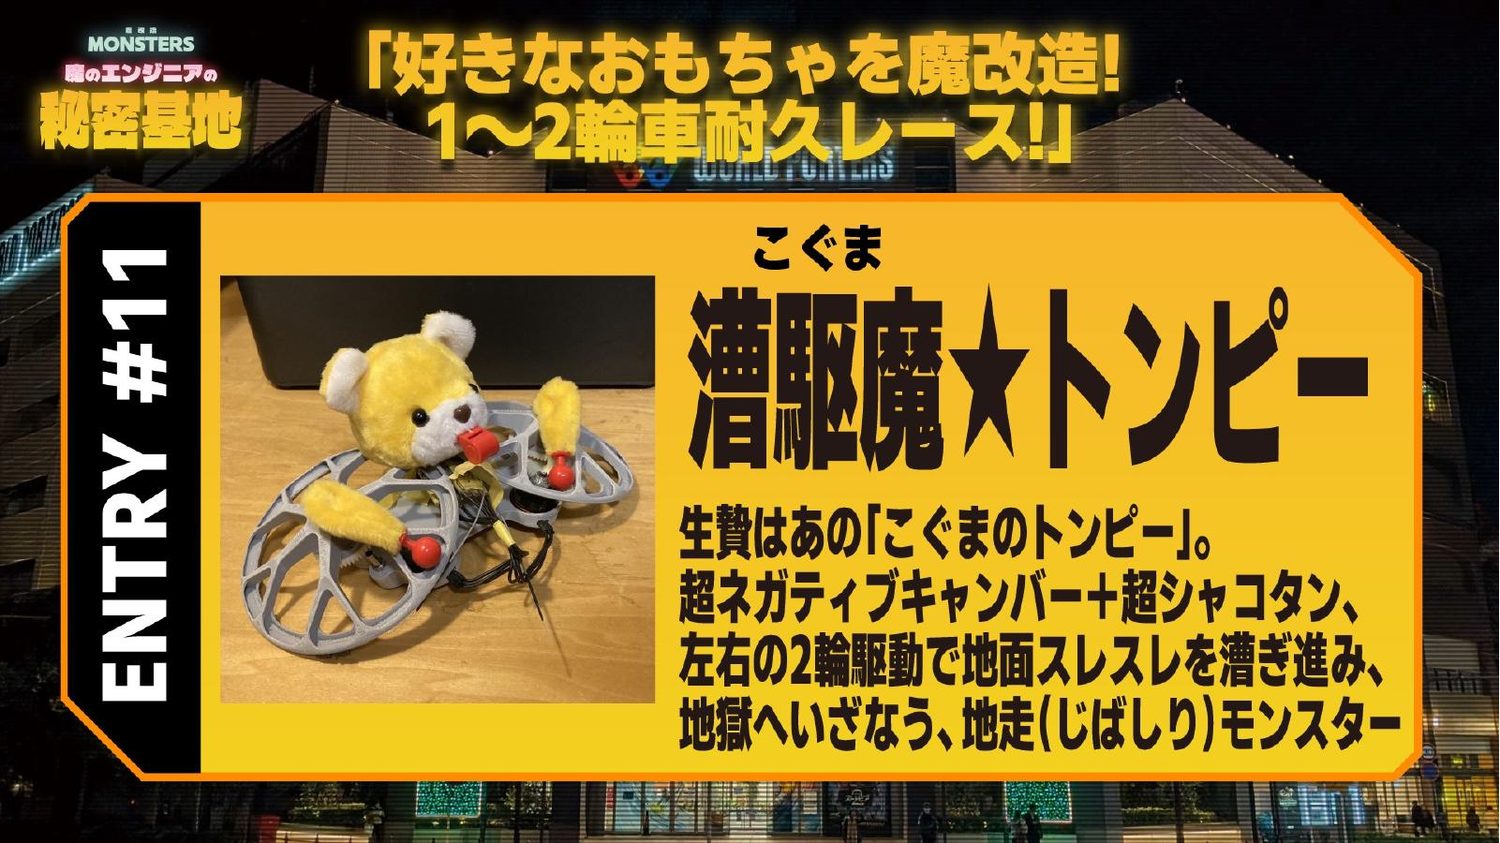 魔改造
MONSTERS
魔のエンジニアの
秘密基地
「好きなおもちゃを魔改造!
1〜2輪車耐久レース!」
WORLD PORTERS
ENTRY #11
こぐま
漕駆魔★トンピー
生贄はあの「こぐまのトンピー」。
超ネガティブキャンバー＋超シャコタン、
左右の2輪駆動で地面スレスレを漕ぎ進み、
地獄へいざなう、地走(じばしり)モンスター